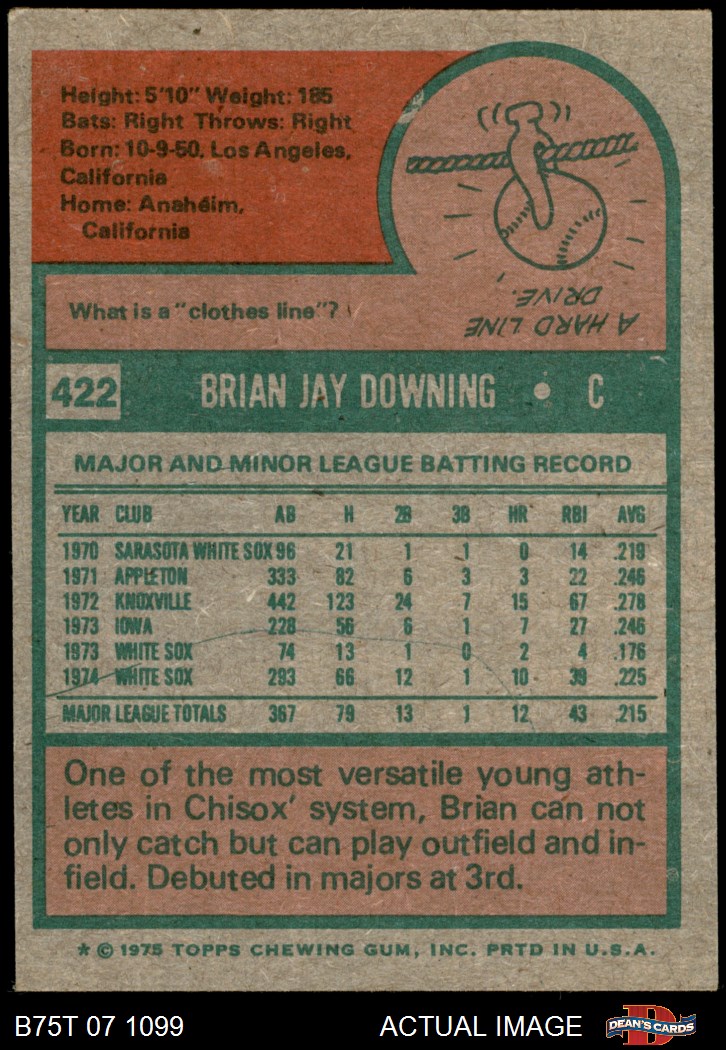 Height: 5'10" Weight: 185
Bats: Right Throws: Right
Born: 10-9-50, Los Angeles,
California
Home: Anaheim,
California
What is a "clothes line"?
A HARD LINE
DRIVE.
422 BRIAN JAY DOWNING • C
MAJOR AND MINOR LEAGUE BATTING RECORD
YEAR CLUB AB H 2B 3B HR RBI AVG
1970 SARASOTA WHITE SOX 96 21 1 1 0 14 .219
1971 APPLETON 333 82 6 3 3 22 .246
1972 KNOXVILLE 442 123 24 7 15 67 .278
1973 IOWA 228 56 6 1 7 27 .246
1973 WHITE SOX 74 13 1 0 2 4 .176
1974 WHITE SOX 293 66 12 1 10 39 .225
MAJOR LEAGUE TOTALS 367 79 13 1 12 43 .215
One of the most versatile young ath-
letes in Chisox' system, Brian can not
only catch but can play outfield and in-
field. Debuted in majors at 3rd.
* © 1975 TOPPS CHEWING GUM, INC. PRTD IN U.S.A.
B75T 07 1099 ACTUAL IMAGE D DEAN'S CARDS